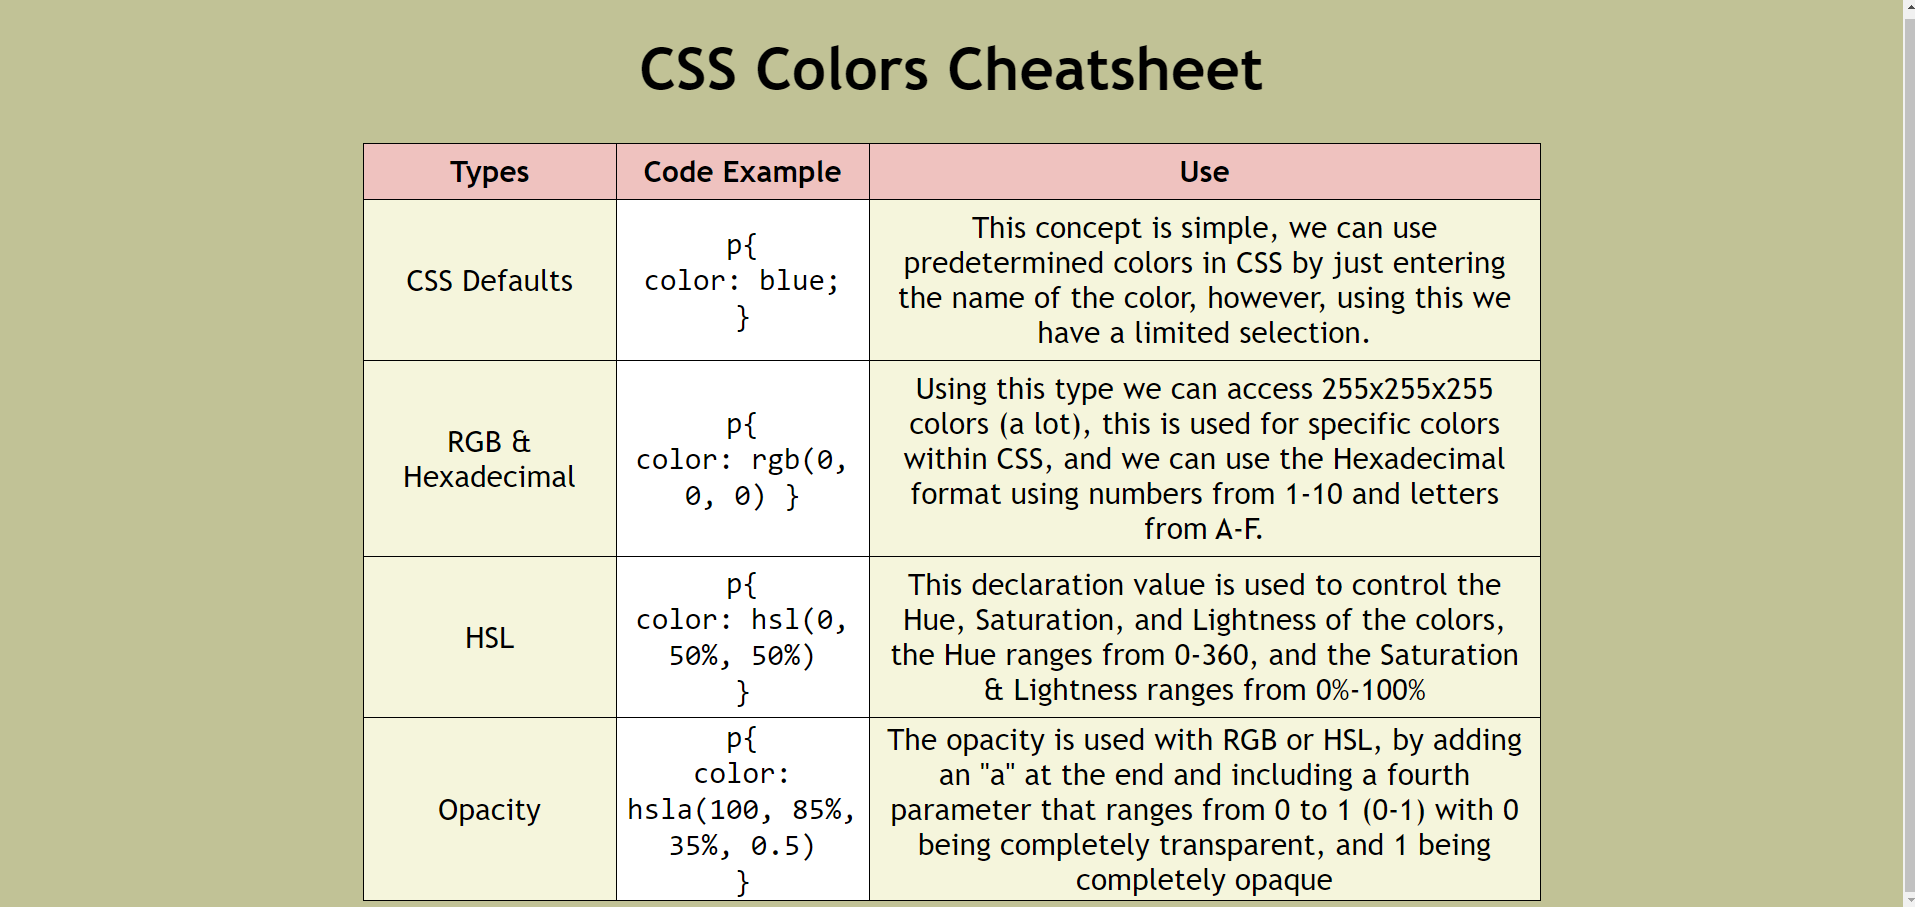 CSS Colors Cheatsheet
Types
Code Example
Use
CSS Defaults
p{
color: blue;
}
This concept is simple, we can use
predetermined colors in CSS by just entering
the name of the color, however, using this we
have a limited selection.
RGB &
Hexadecimal
p{
color: rgb(0,
0, 0) }
Using this type we can access 255x255x255
colors (a lot), this is used for specific colors
within CSS, and we can use the Hexadecimal
format using numbers from 1-10 and letters
from A-F.
HSL
p{
color: hsl(0,
50%, 50%)
}
This declaration value is used to control the
Hue, Saturation, and Lightness of the colors,
the Hue ranges from 0-360, and the Saturation
& Lightness ranges from 0%-100%
Opacity
p{
color:
hsla(100, 85%,
35%, 0.5)
}
The opacity is used with RGB or HSL, by adding
an "a" at the end and including a fourth
parameter that ranges from 0 to 1 (0-1) with 0
being completely transparent, and 1 being
completely opaque